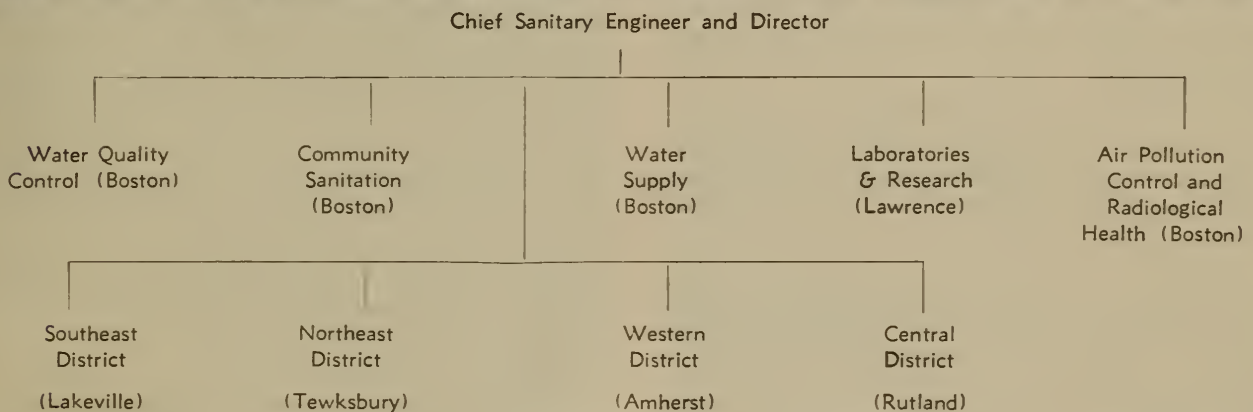 Chief Sanitary Engineer and Director
Water Quality
Control (Boston)
Community
Sanitation
(Boston)
Water
Supply
(Boston)
Laboratories
& Research
(Lawrence)
Air Pollution
Control and
Radiological
Health (Boston)
Southeast
District
(Lakeville)
Northeast
District
(Tewksbury)
Western
District
(Amherst)
Central
District
(Rutland)